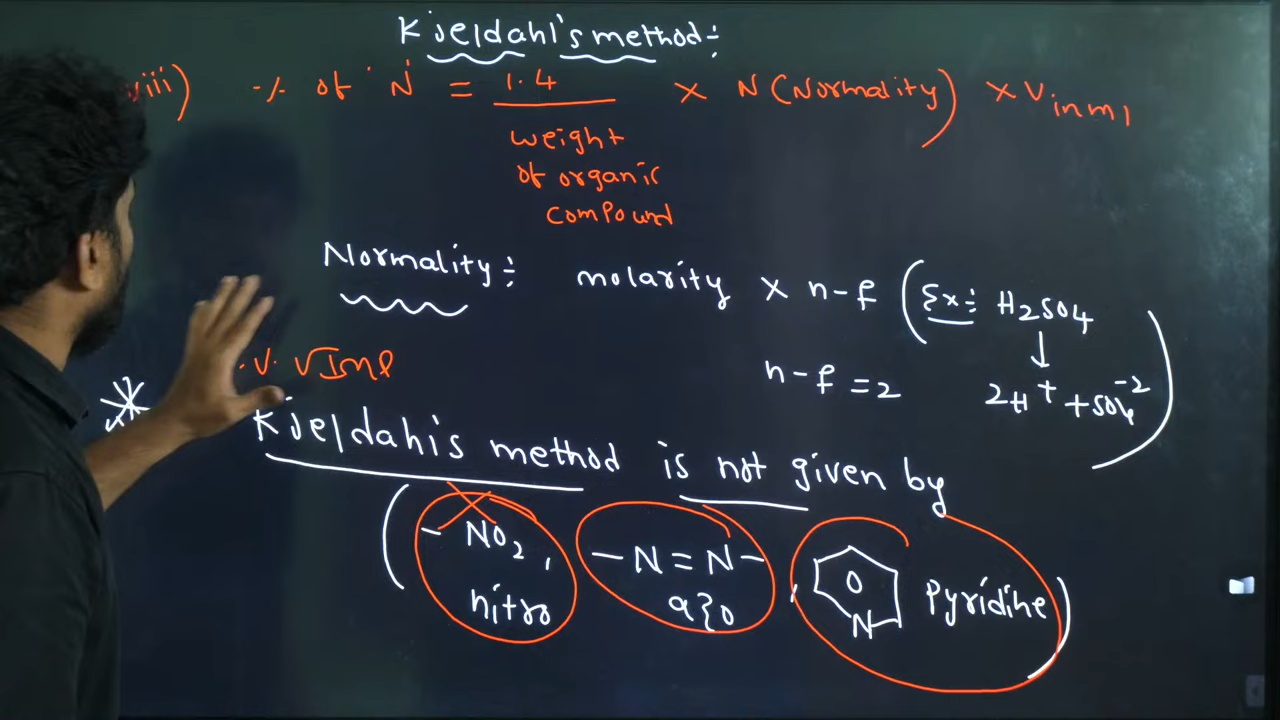 Kjeldahl's method:
viii) % of N = 1.4 / weight of organic compound × N (Normality) × V in ml
Normality: molarity × n-f (Ex: H2SO4
↓
n-f = 2 2H+ + SO4-2)
V. V Imp
Kjeldahl's method is not given by
(- NO2, -N=N-, N Pyridine)
nitro azo